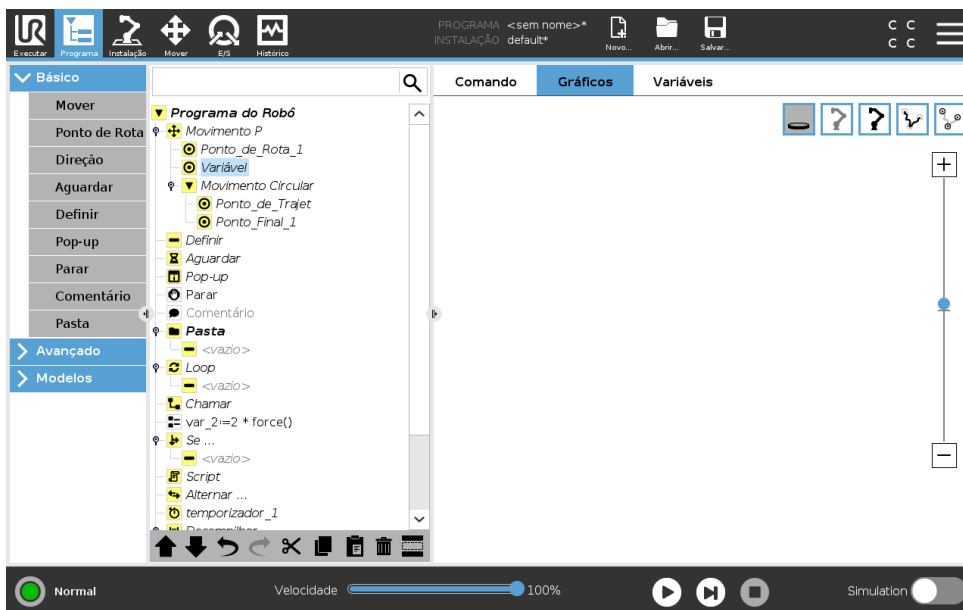 UR
PROGRAMA <sem nome>*
INSTALAÇÃO default*
Executar Programa Instalação Mover E/S Histórico Novo... Abrir... Salvar...
C C
C C
Básico
Mover
Ponto de Rota
Direção
Aguardar
Definir
Pop-up
Parar
Comentário
Pasta
Avançado
Modelos
Programa do Robô
Movimento P
Ponto_de_Rota_1
Variável
Movimento Circular
Ponto_de_Trajet
Ponto_Final_1
Definir
Aguardar
Pop-up
Parar
Comentário
Pasta
<vazio>
Loop
<vazio>
Chamar
var_2:=2 * force()
Se ...
<vazio>
Script
Alternar ...
temporizador_1
Desempilhar
Comando Gráficos Variáveis
Normal Velocidade 100% Simulation